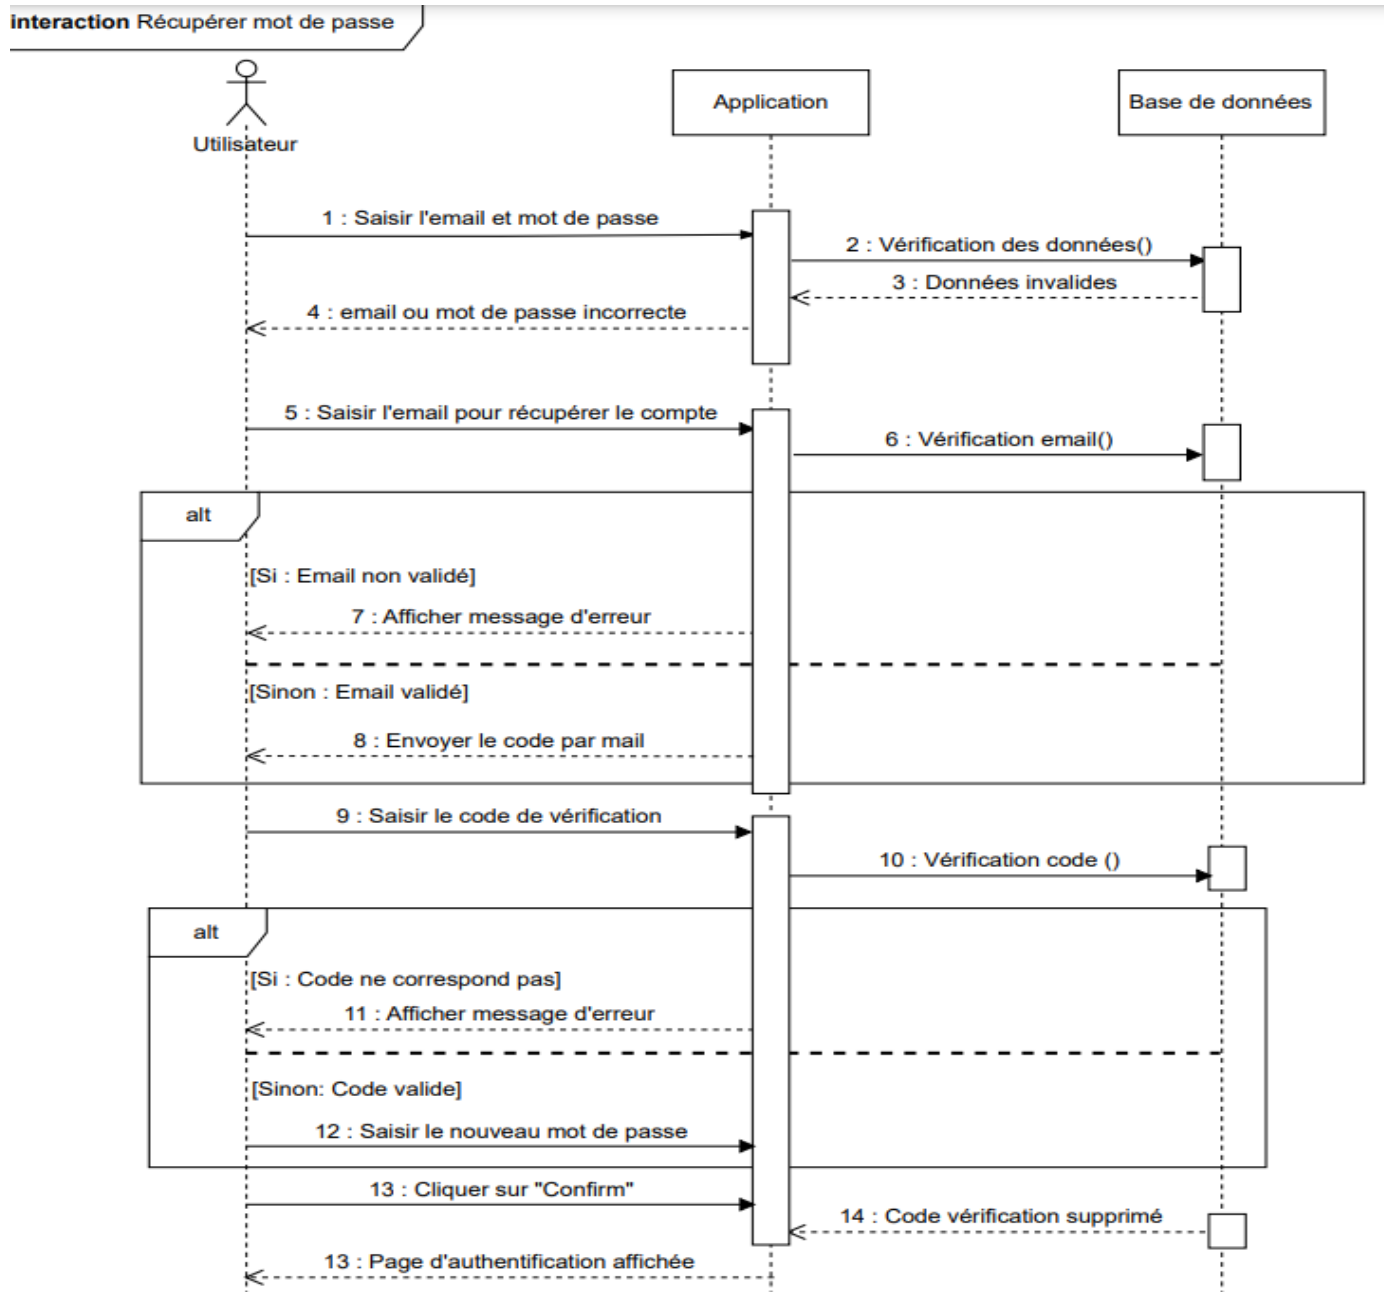 interaction Récupérer mot de passe
Utilisateur
Application
Base de données
1 : Saisir l'email et mot de passe
2 : Vérification des données()
3 : Données invalides
4 : email ou mot de passe incorrecte
5 : Saisir l'email pour récupérer le compte
6 : Vérification email()
alt
[Si : Email non validé]
7 : Afficher message d'erreur
[Sinon : Email validé]
8 : Envoyer le code par mail
9 : Saisir le code de vérification
10 : Vérification code ()
alt
[Si : Code ne correspond pas]
11 : Afficher message d'erreur
[Sinon: Code valide]
12 : Saisir le nouveau mot de passe
13 : Cliquer sur "Confirm"
14 : Code vérification supprimé
13 : Page d'authentification affichée